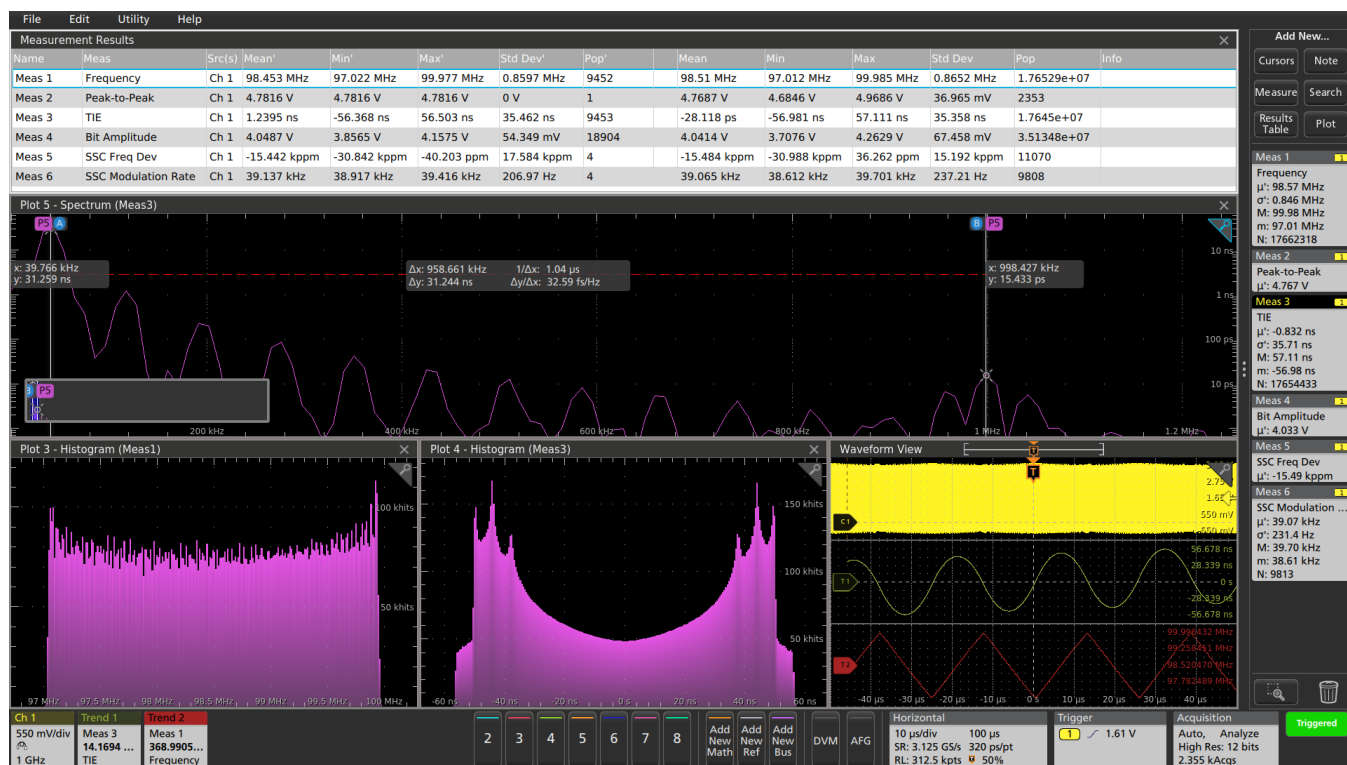 File Edit Utility Help
Measurement Results
Name Meas Src(s) Mean' Min' Max' Std Dev' Pop' Mean Min Max Std Dev Pop Info
Meas 1 Frequency Ch 1 98.453 MHz 97.022 MHz 99.977 MHz 0.8597 MHz 9452 98.51 MHz 97.012 MHz 99.985 MHz 0.8652 MHz 1.76529e+07
Meas 2 Peak-to-Peak Ch 1 4.7816 V 4.7816 V 4.7816 V 0 V 1 4.7687 V 4.6846 V 4.9686 V 36.965 mV 2353
Meas 3 TIE Ch 1 1.2395 ns -56.368 ns 56.503 ns 35.462 ns 9453 -28.118 ps -56.981 ns 57.111 ns 35.358 ns 1.7645e+07
Meas 4 Bit Amplitude Ch 1 4.0487 V 3.8565 V 4.1575 V 54.349 mV 18904 4.0414 V 3.7076 V 4.2629 V 67.458 mV 3.51348e+07
Meas 5 SSC Freq Dev Ch 1 -15.442 kppm -30.842 kppm -40.203 ppm 17.584 kppm 4 -15.484 kppm -30.988 kppm 36.262 ppm 15.192 kppm 11070
Meas 6 SSC Modulation Rate Ch 1 39.137 kHz 38.917 kHz 39.416 kHz 206.97 Hz 4 39.065 kHz 38.612 kHz 39.701 kHz 237.21 Hz 9808
Plot 5 - Spectrum (Meas3)
P5 A
B P5
10 ns
x: 39.766 kHz
y: 31.259 ns
Δx: 958.661 kHz 1/Δx: 1.04 µs
Δy: 31.244 ns Δy/Δx: 32.59 fs/Hz
x: 998.427 kHz
y: 15.433 ps
1 ns
100 ps
10 ps
P5
200 kHz 400 kHz 600 kHz 800 kHz 1 MHz 1.2 MHz
Plot 3 - Histogram (Meas1)
100 khits
50 khits
97 MHz 97.5 MHz 98 MHz 98.5 MHz 99 MHz 99.5 MHz 100 MHz
Plot 4 - Histogram (Meas3)
150 khits
100 khits
50 khits
-60 ns -40 ns -20 ns 0 s 20 ns 40 ns 60 ns
Waveform View
T
T
2.75
1.65
550 mV
-550 mV
C1
56.678 ns
28.339 ns
0 s
-28.339 ns
-56.678 ns
T1
99.996432 MHz
99.258451 MHz
98.520470 MHz
97.782489 MHz
T2
-40 µs -30 µs -20 µs -10 µs 0 s 10 µs 20 µs 30 µs 40 µs
Add New...
Cursors Note
Measure Search
Results Table Plot
Meas 1 1
Frequency
µ': 98.57 MHz
σ': 0.846 MHz
M: 99.98 MHz
m: 97.01 MHz
N: 17662318
Meas 2 1
Peak-to-Peak
µ': 4.767 V
Meas 3 1
TIE
µ': -0.832 ns
σ': 35.71 ns
M: 57.11 ns
m: -56.98 ns
N: 17654433
Meas 4 1
Bit Amplitude
µ': 4.033 V
Meas 5 1
SSC Freq Dev
µ': -15.49 kppm
Meas 6 1
SSC Modulation ...
µ': 39.07 kHz
σ': 231.4 Hz
M: 39.70 kHz
m: 38.61 kHz
N: 9813
Ch 1
550 mV/div
1 GHz
Trend 1
Meas 3
14.1694 ...
TIE
Trend 2
Meas 1
368.9905...
Frequency
2 3 4 5 6 7 8
Add New Math
Add New Ref
Add New Bus
DVM AFG
Horizontal
10 µs/div 100 µs
SR: 3.125 GS/s 320 ps/pt
RL: 312.5 kpts 50%
Trigger
1 1.61 V
Acquisition
Auto, Analyze
High Res: 12 bits
2.355 kAcqs
Triggered